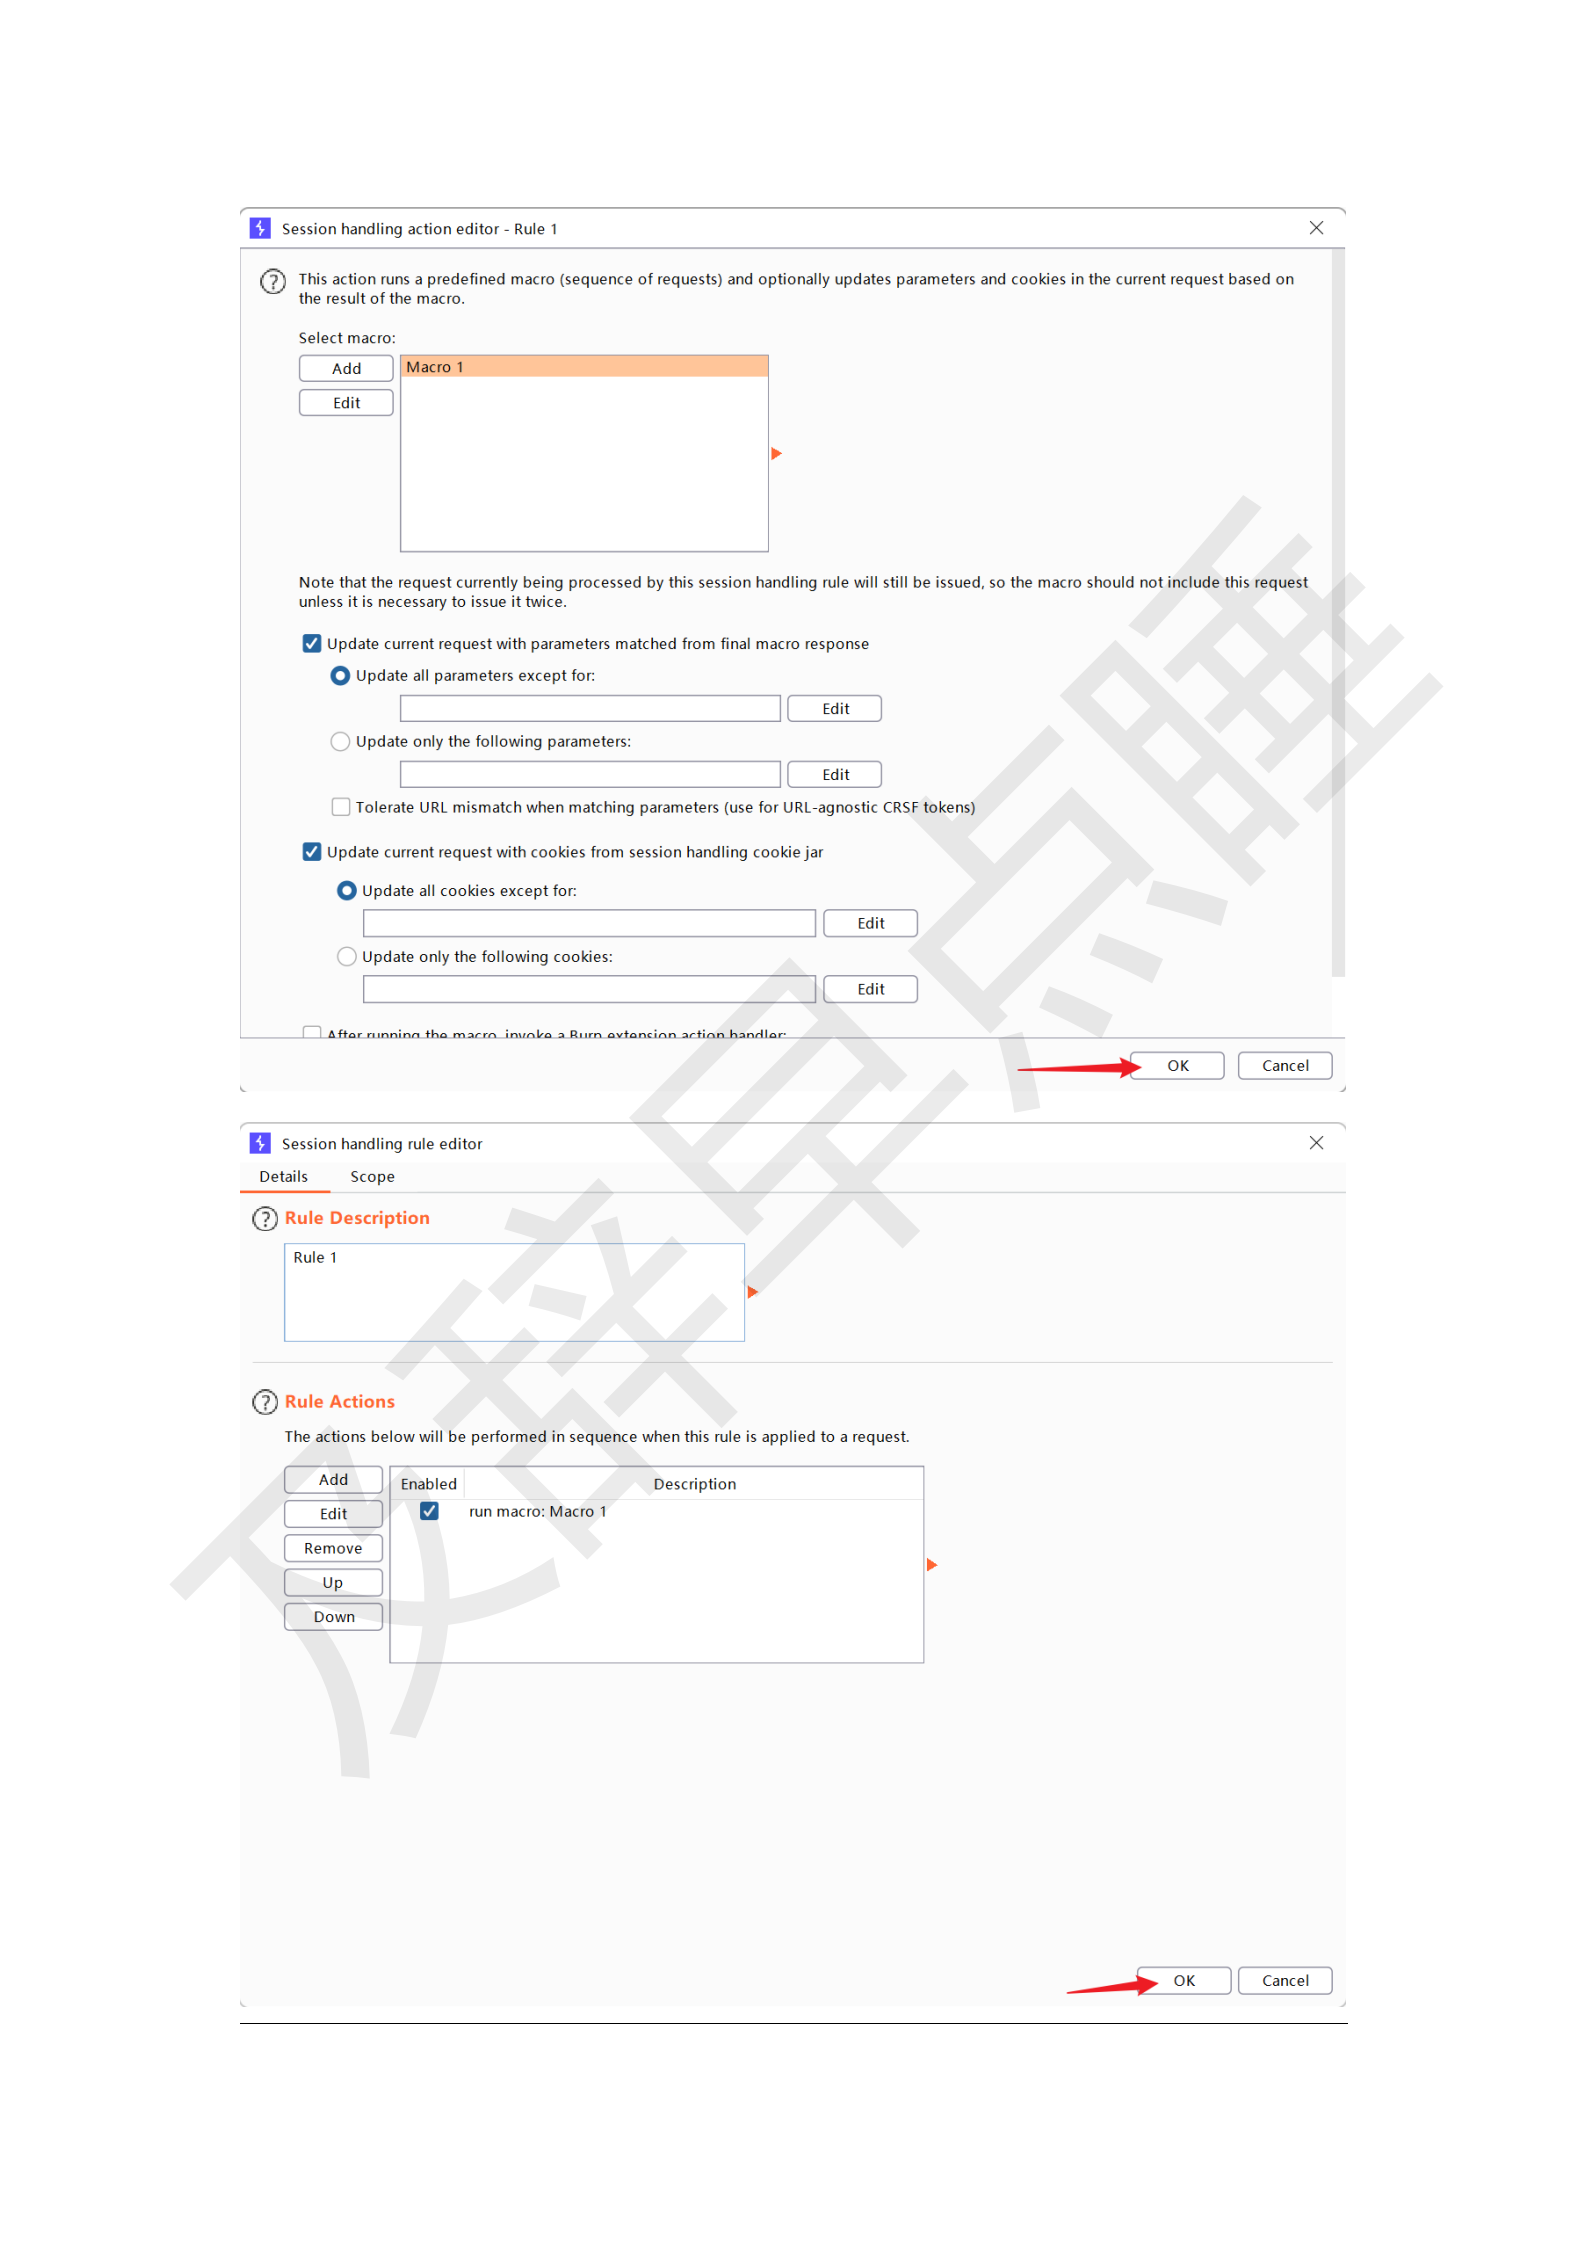 Session handling action editor - Rule 1
This action runs a predefined macro (sequence of requests) and optionally updates parameters and cookies in the current request based on
the result of the macro.
Select macro:
Add
Macro 1
Edit
Note that the request currently being processed by this session handling rule will still be issued, so the macro should not include this request
unless it is necessary to issue it twice.
Update current request with parameters matched from final macro response
Update all parameters except for:
Edit
Update only the following parameters:
Edit
Tolerate URL mismatch when matching parameters (use for URL-agnostic CRSF tokens)
Update current request with cookies from session handling cookie jar
Update all cookies except for:
Edit
Update only the following cookies:
Edit
After running the macro, invoke a Burp extension action handler:
OK
Cancel
Session handling rule editor
Details
Scope
Rule Description
Rule 1
Rule Actions
The actions below will be performed in sequence when this rule is applied to a request.
Add
Enabled
Description
Edit
run macro: Macro 1
Remove
Up
Down
OK
Cancel
及辞早点睡